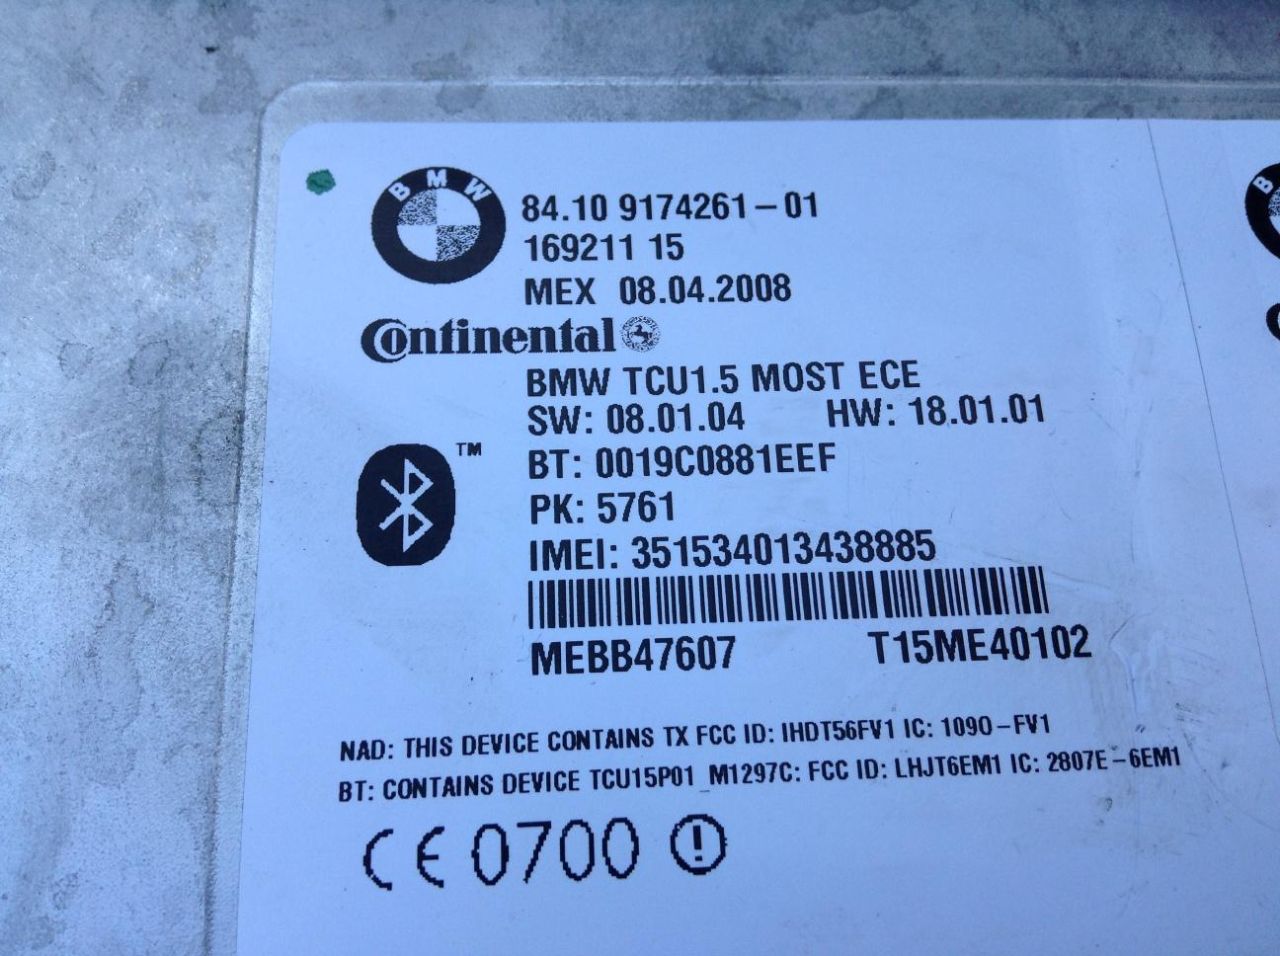 BMW
84.10 9174261-01
169211 15
MEX 08.04.2008
Continental
BMW TCU1.5 MOST ECE
SW: 08.01.04 HW: 18.01.01
TM
BT: 0019C0881EEF
PK: 5761
IMEI: 351534013438885
MEBB47607 T15ME40102
NAD: THIS DEVICE CONTAINS TX FCC ID: IHDT56FV1 IC: 1090-FV1
BT: CONTAINS DEVICE TCU15P01_M1297C: FCC ID: LHJT6EM1 IC: 2807E-6EM1
CE 0700 !